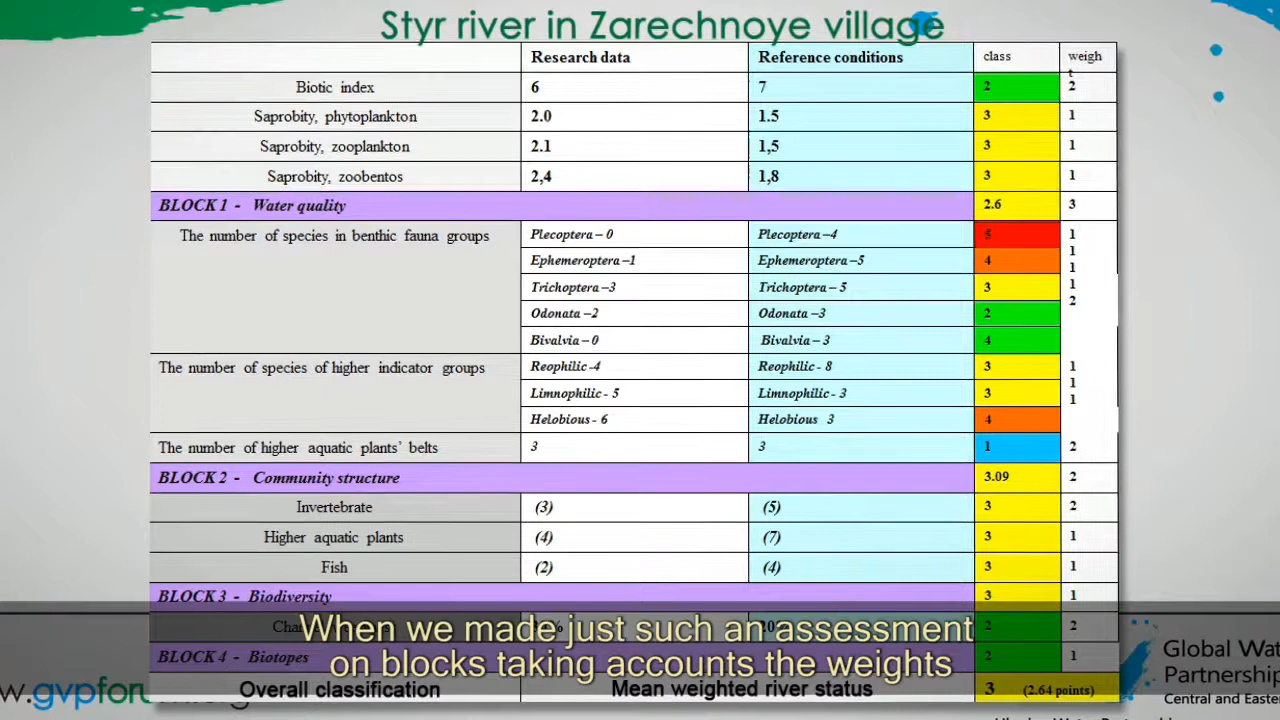 Styr river in Zarechnoye village
Research data Reference conditions class weigh
t
Biotic index 6 7 2 2
Saprobity, phytoplankton 2.0 1.5 3 1
Saprobity, zooplankton 2.1 1,5 3 1
Saprobity, zoobentos 2,4 1,8 3 1
BLOCK 1 - Water quality 2.6 3
The number of species in benthic fauna groups Plecoptera – 0 Plecoptera –4 5 1
1
Ephemeroptera –1 Ephemeroptera –5 4 1
Trichoptera –3 Trichoptera – 5 3 1
2
Odonata –2 Odonata –3 2
Bivalvia –0 Bivalvia – 3 4
The number of species of higher indicator groups Reophilic -4 Reophilic - 8 3 1
1
Limnophilic - 5 Limnophilic - 3 3 1
Helobious - 6 Helobious 3 4
The number of higher aquatic plants' belts 3 3 1 2
BLOCK 2 - Community structure 3.09 2
Invertebrate (3) (5) 3 2
Higher aquatic plants (4) (7) 3 1
Fish (2) (4) 3 1
BLOCK 3 - Biodiversity 3 1
2 2
When we made just such an assessment
BLOCK 4 - Biotopes 2 1
on blocks taking accounts the weights
Overall classification Mean weighted river status 3 (2.64 points)
Global Wat
Partnership
Central and Easte
w.gvpfor